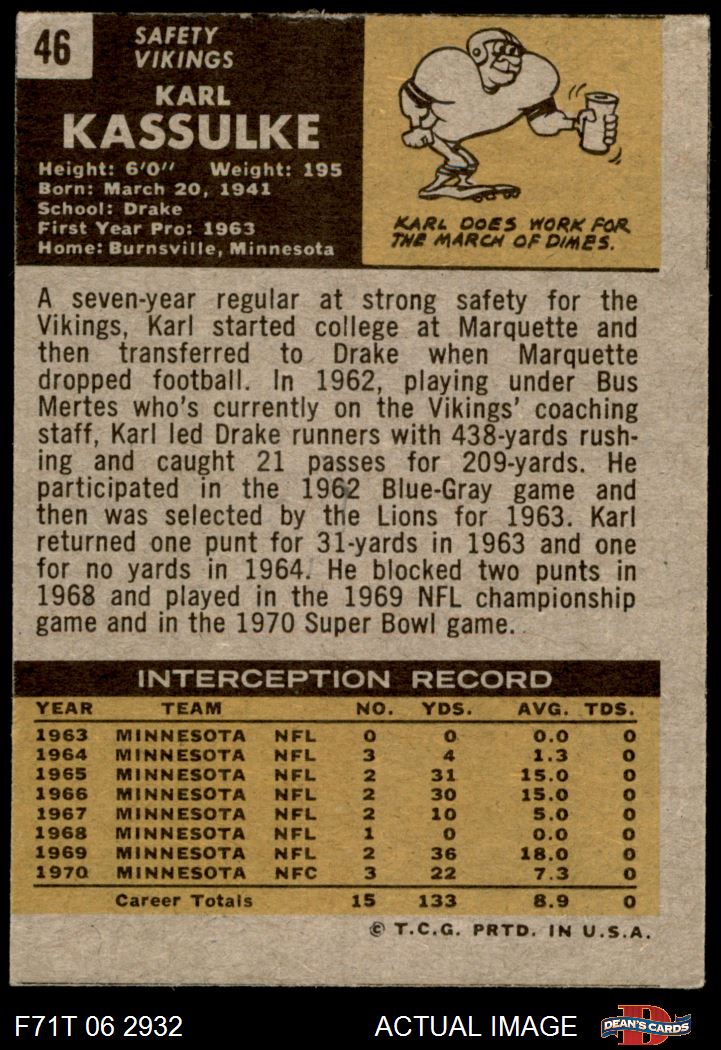 46
SAFETY
VIKINGS
KARL
KASSULKE
Height: 6'0" Weight: 195
Born: March 20, 1941
School: Drake
First Year Pro: 1963
Home: Burnsville, Minnesota
KARL DOES WORK FOR
THE MARCH OF DIMES.
A seven-year regular at strong safety for the
Vikings, Karl started college at Marquette and
then transferred to Drake when Marquette
dropped football. In 1962, playing under Bus
Mertes who's currently on the Vikings' coaching
staff, Karl led Drake runners with 438-yards rush-
ing and caught 21 passes for 209-yards. He
participated in the 1962 Blue-Gray game and
then was selected by the Lions for 1963. Karl
returned one punt for 31-yards in 1963 and one
for no yards in 1964. He blocked two punts in
1968 and played in the 1969 NFL championship
game and in the 1970 Super Bowl game.
INTERCEPTION RECORD
YEAR TEAM NO. YDS. AVG. TDS.
1963 MINNESOTA NFL 0 0 0.0 0
1964 MINNESOTA NFL 3 4 1.3 0
1965 MINNESOTA NFL 2 31 15.0 0
1966 MINNESOTA NFL 2 30 15.0 0
1967 MINNESOTA NFL 2 10 5.0 0
1968 MINNESOTA NFL 1 0 0.0 0
1969 MINNESOTA NFL 2 36 18.0 0
1970 MINNESOTA NFC 3 22 7.3 0
Career Totals 15 133 8.9 0
© T.C.G. PRTD. IN U.S.A.
F71T 06 2932 ACTUAL IMAGE DEAN'S CARDS